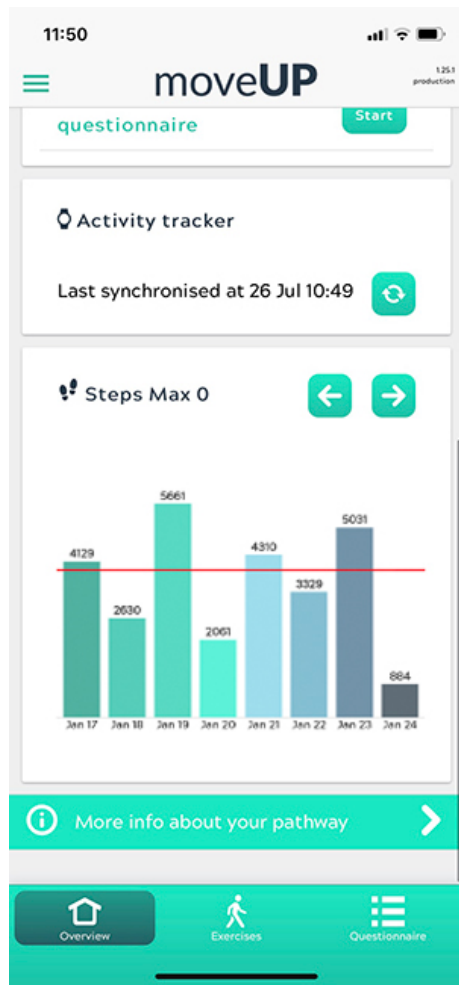 11:50
moveUP
1.25.1
production
questionnaire
Start
Activity tracker
Last synchronised at 26 Jul 10:49
Steps Max 0
5661
5031
4310
4129
3329
2630
2061
884
Jan 17 Jan 18 Jan 19 Jan 20 Jan 21 Jan 22 Jan 23 Jan 24
More info about your pathway
Overview Exercises Questionnaire